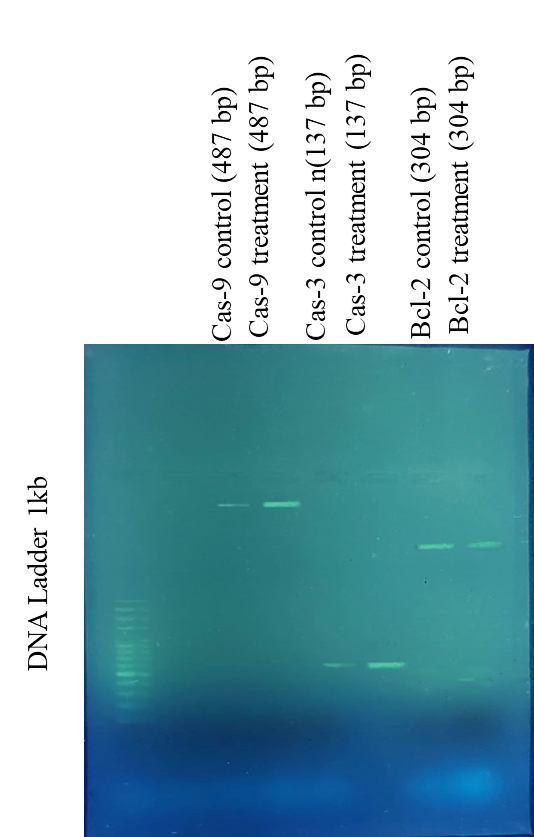 Cas-9 control (487 bp)
Cas-9 treatment (487 bp)
Cas-3 control n(137 bp)
Cas-3 treatment (137 bp)
Bcl-2 control (304 bp)
Bcl-2 treatment (304 bp)
DNA Ladder 1kb